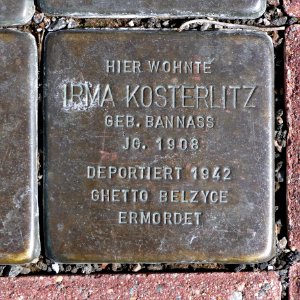 HIER WOHNTE
IRMA KOSTERLITZ
GEB. BANNASS
JG. 1908
DEPORTIERT 1942
GHETTO BELZYCE
ERMORDET